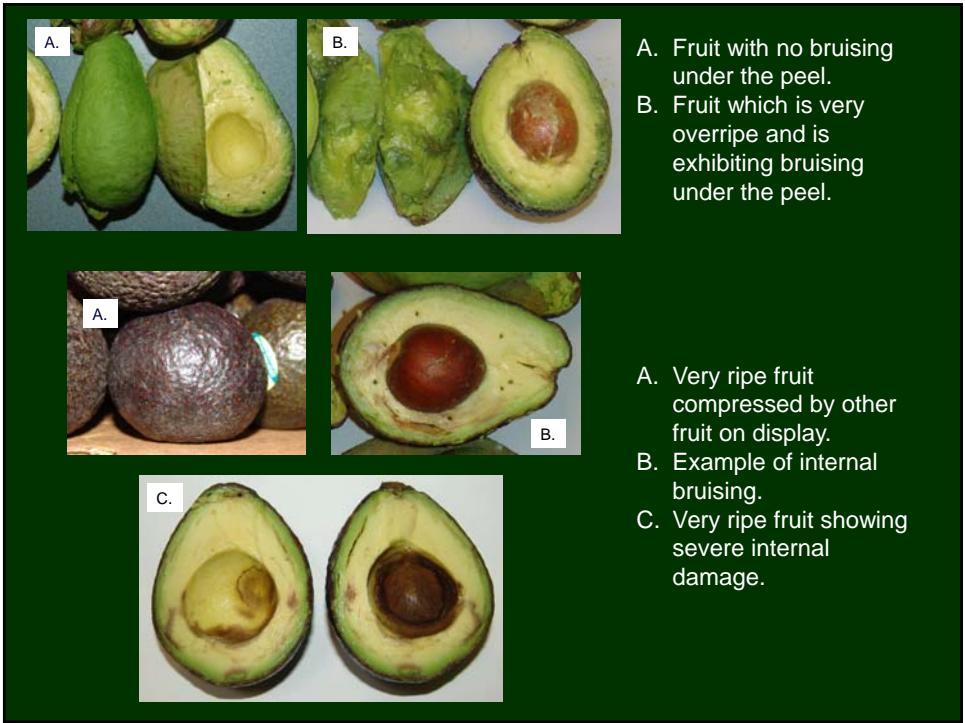 A.
B.
A. Fruit with no bruising
under the peel.
B. Fruit which is very
overripe and is
exhibiting bruising
under the peel.
A.
B.
C.
A. Very ripe fruit
compressed by other
fruit on display.
B. Example of internal
bruising.
C. Very ripe fruit showing
severe internal
damage.